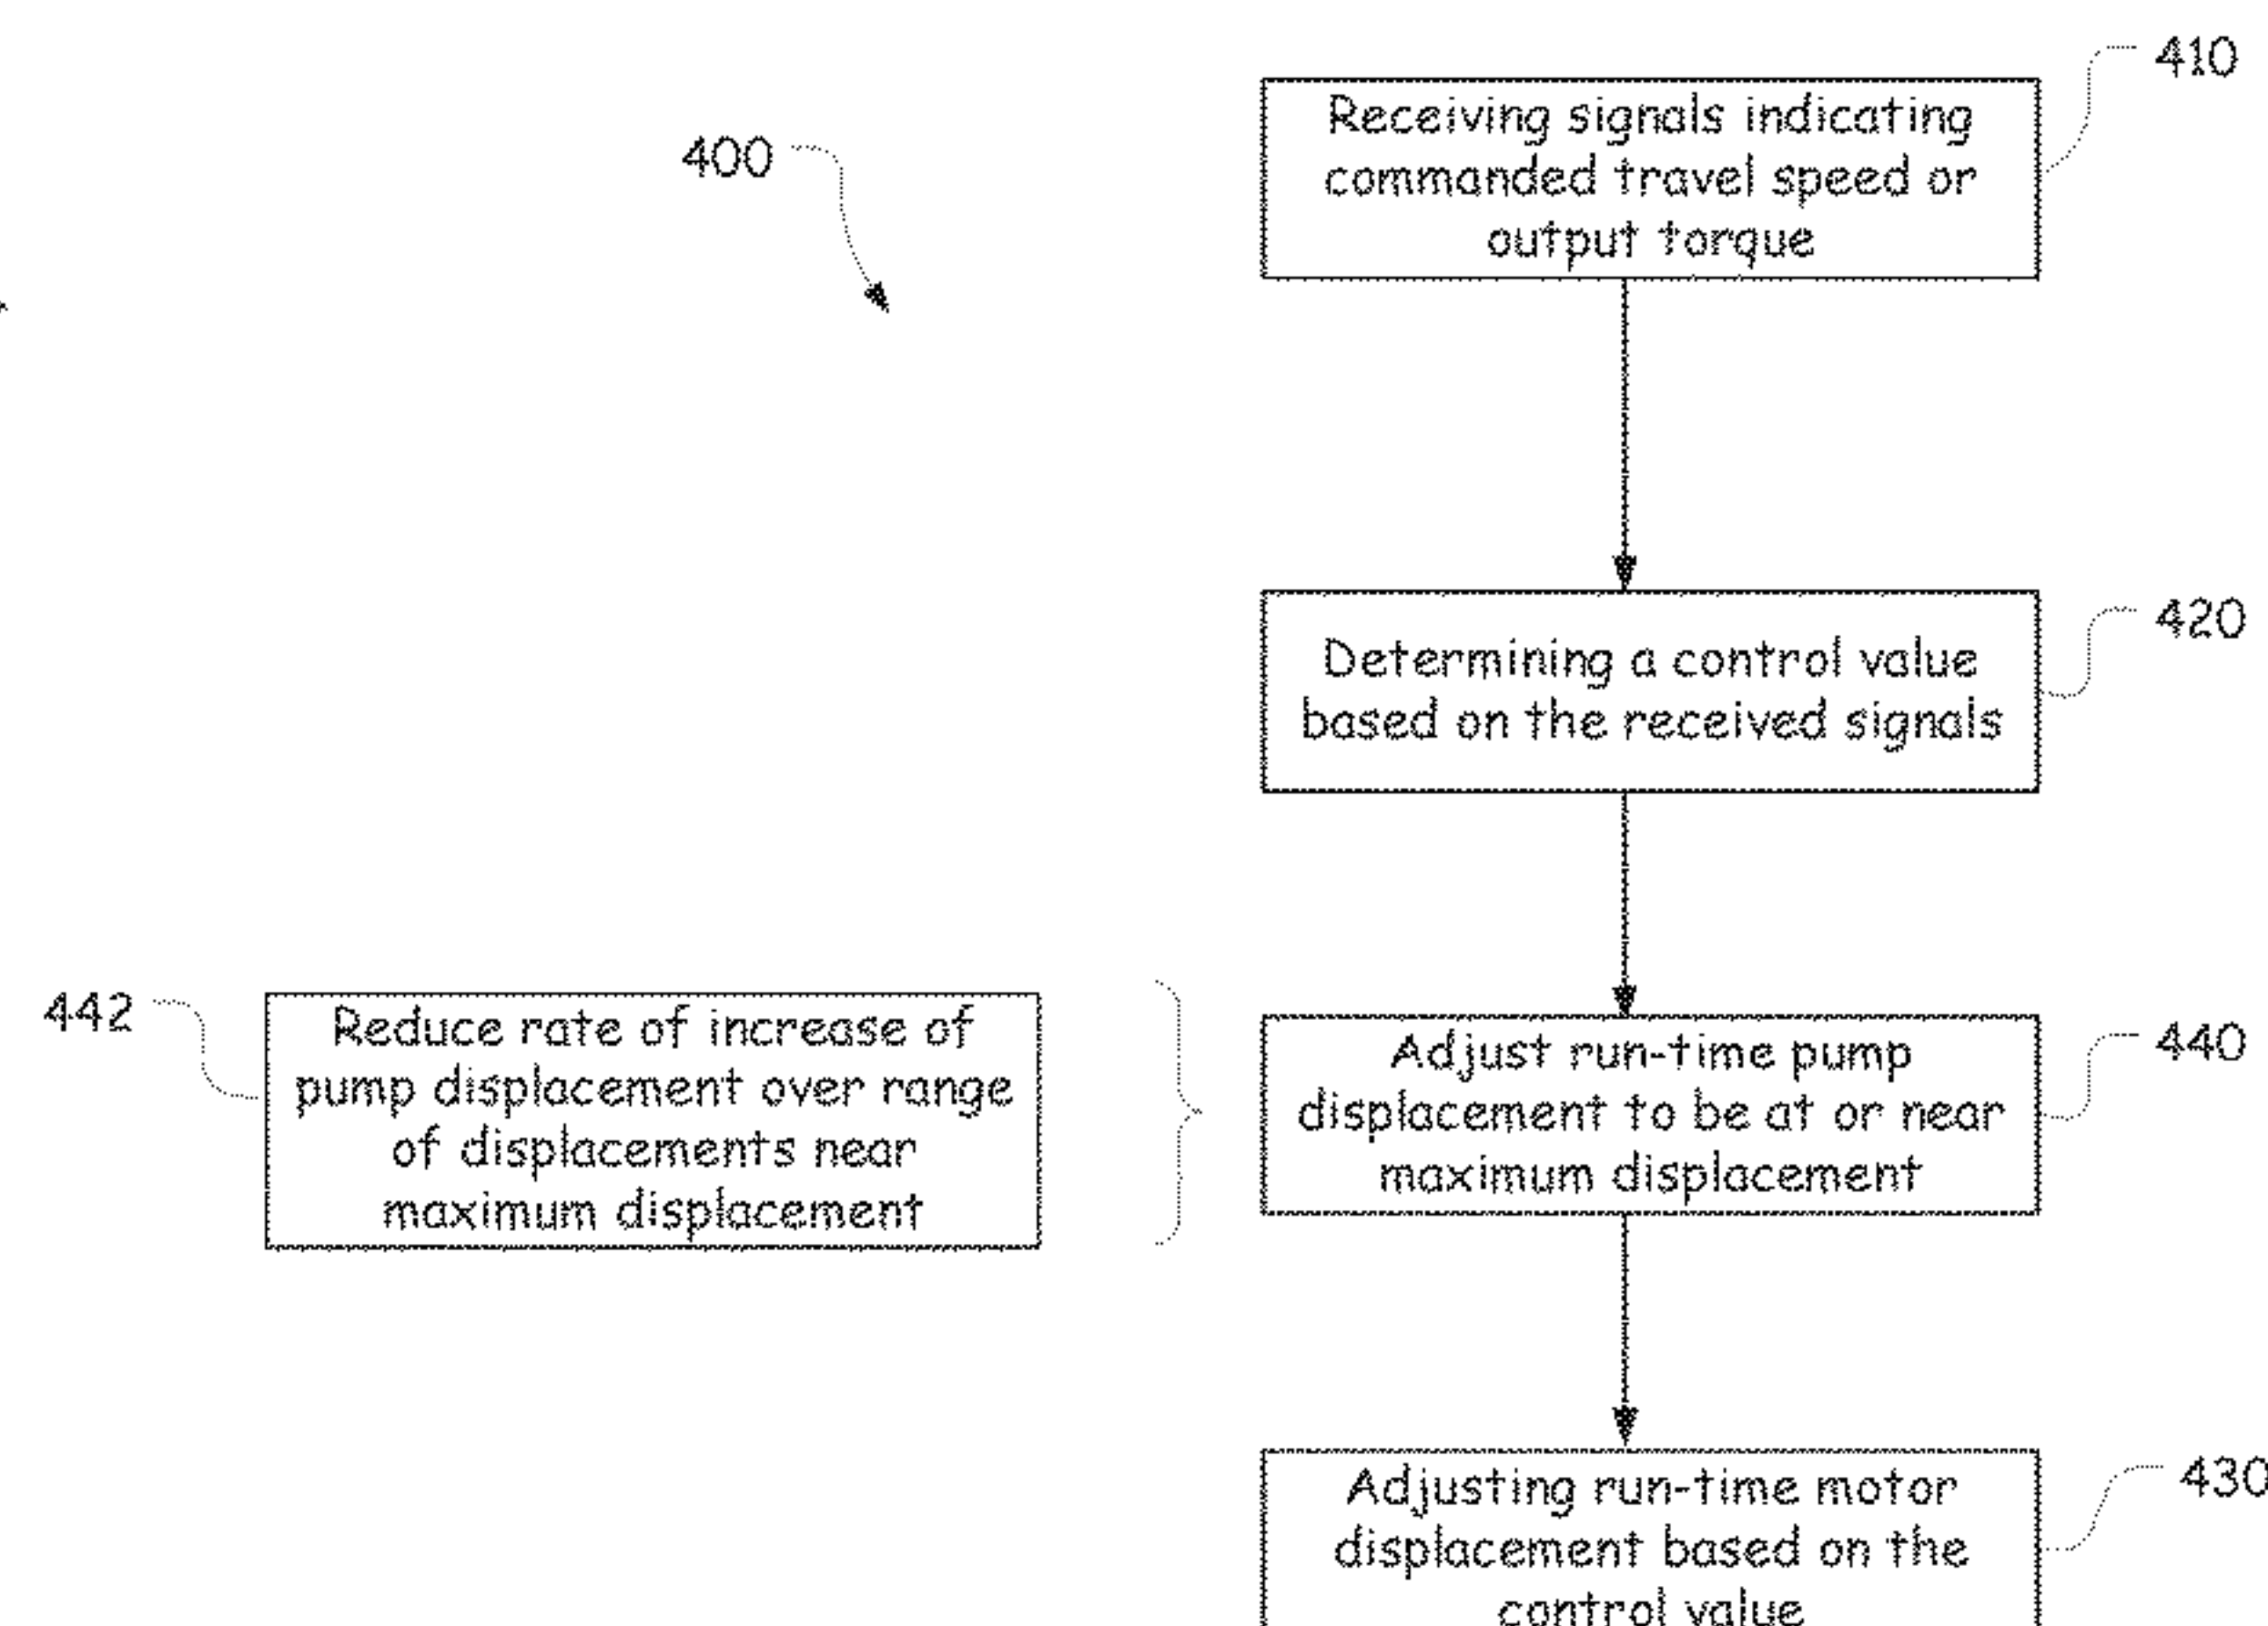 400
410
Receiving signals indicating
commanded travel speed or
output torque
420
Determining a control value
based on the received signals
442
Reduce rate of increase of
pump displacement over range
of displacements near
maximum displacement
440
Adjust run-time pump
displacement to be at or near
maximum displacement
430
Adjusting run-time motor
displacement based on the
control value